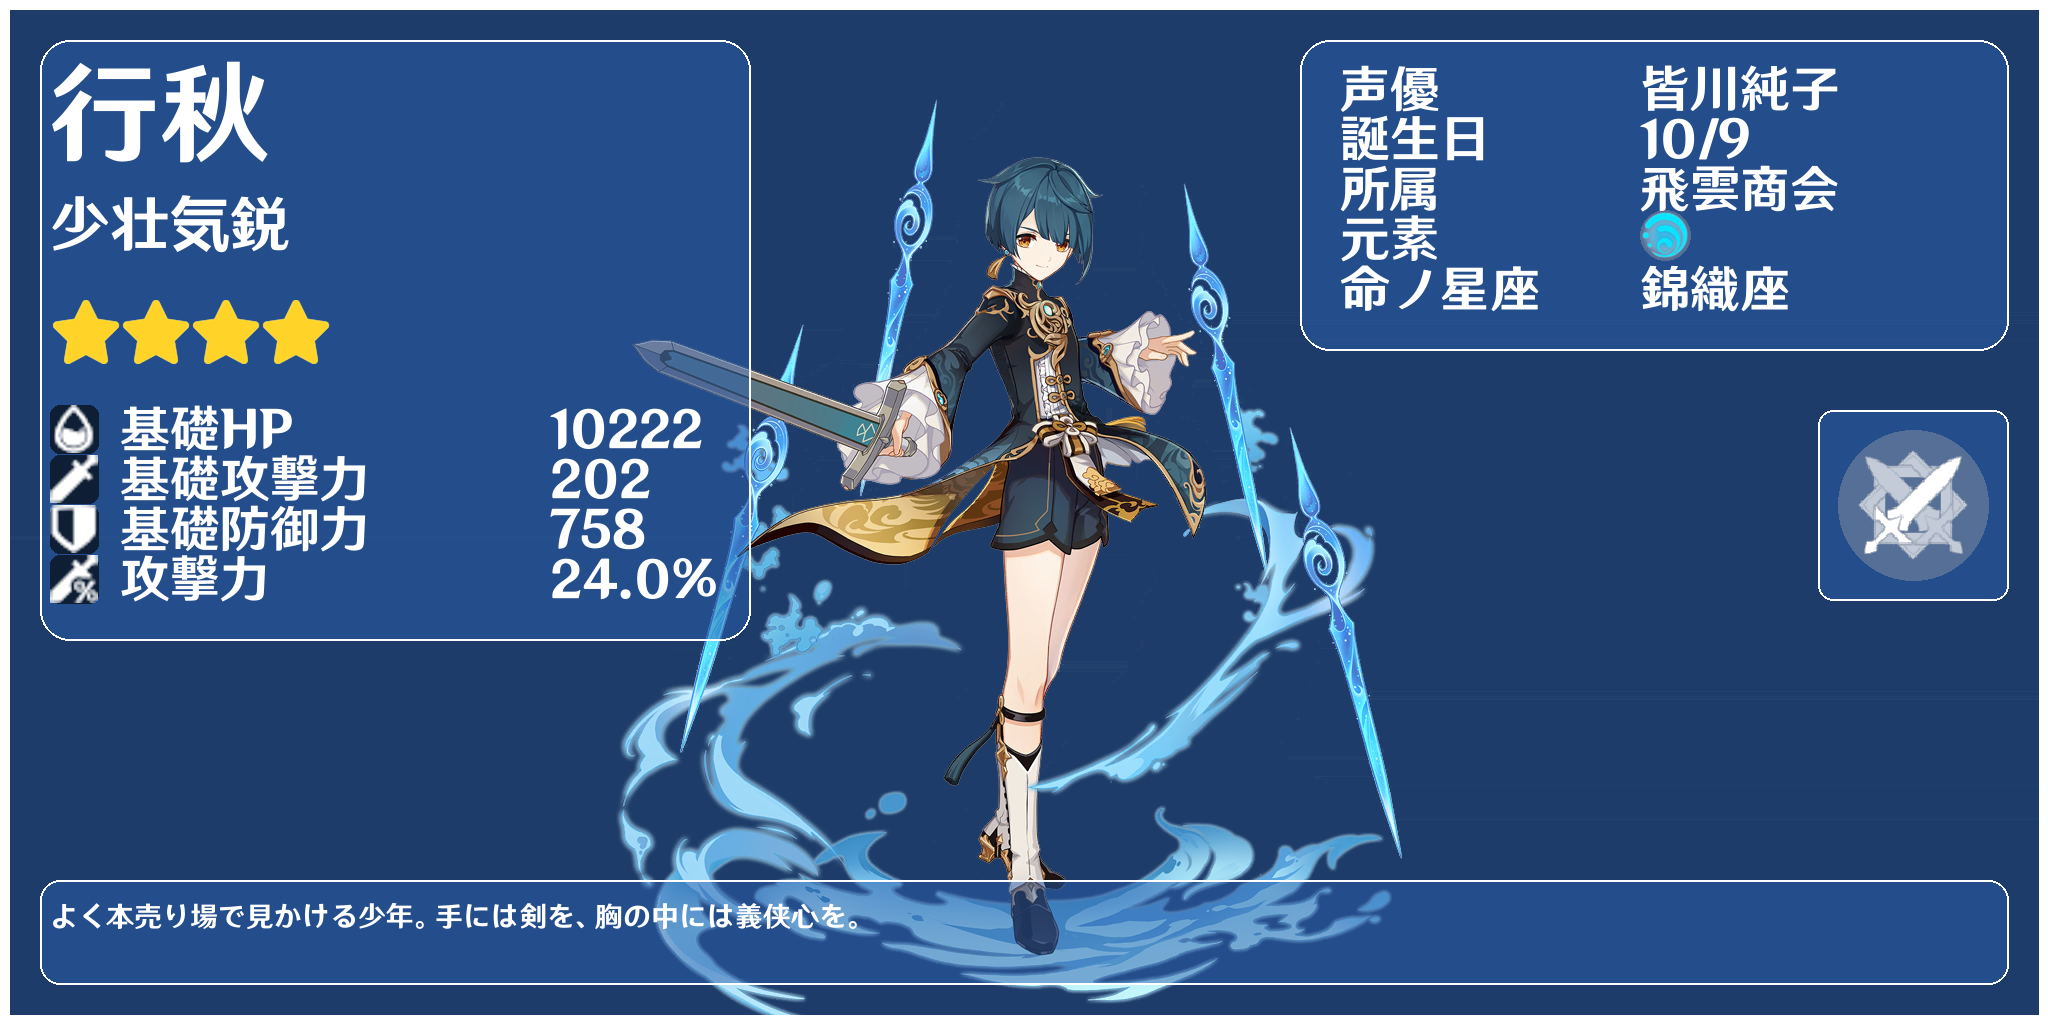 行秋
少壮気鋭
基礎HP 10222
基礎攻撃力 202
基礎防御力 758
攻撃力 24.0%
声優 皆川純子
誕生日 10/9
所属 飛雲商会
元素
命ノ星座 錦織座
よく本売り場で見かける少年。手には剣を、胸の中には義侠心を。